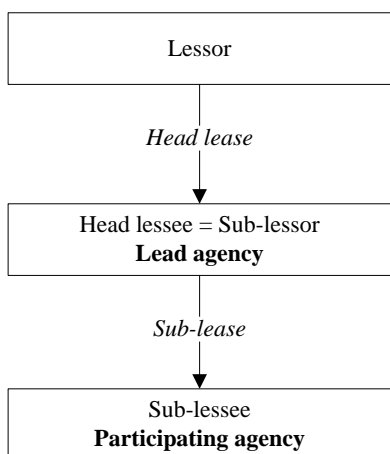 Lessor
Head lease
Head lessee = Sub-lessor
Lead agency
Sub-lease
Sub-lessee
Participating agency